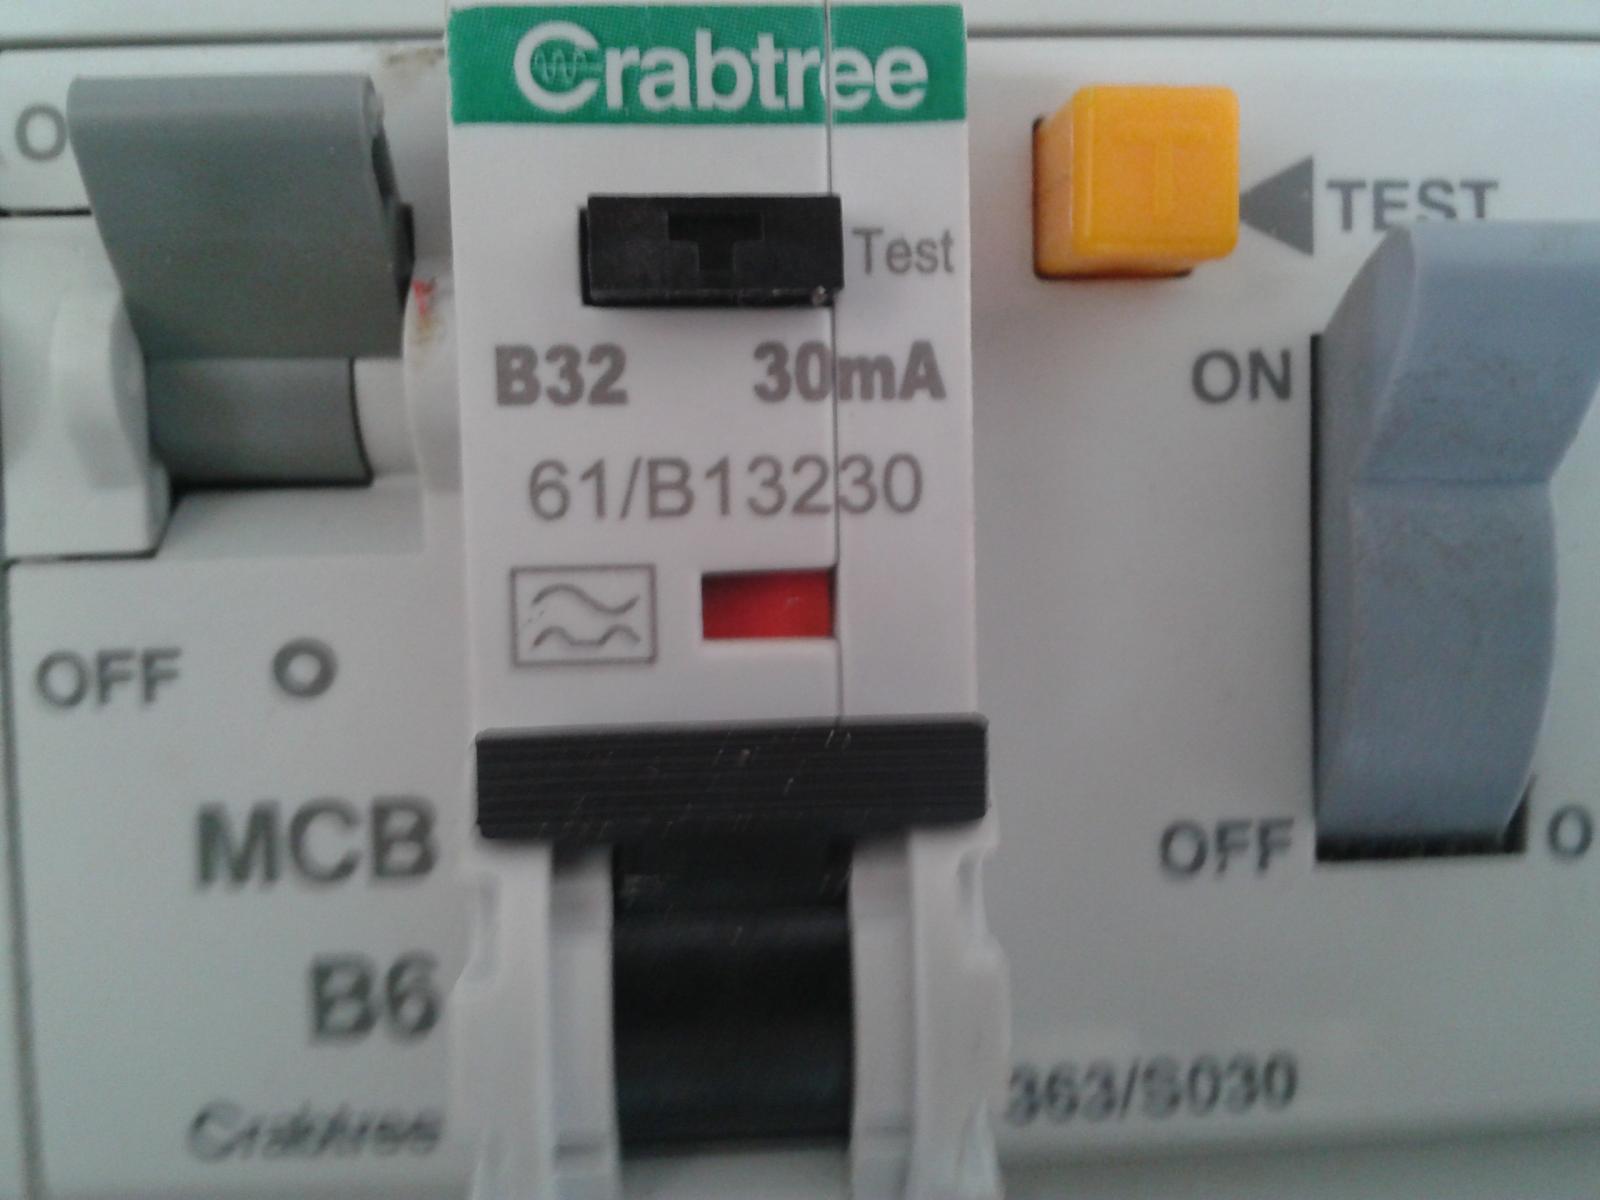 Crabtree
Test
B32 30mA
61/B13230
OFF O
MCB
B6
Crabtree
T
TEST
ON
OFF O
363/S030